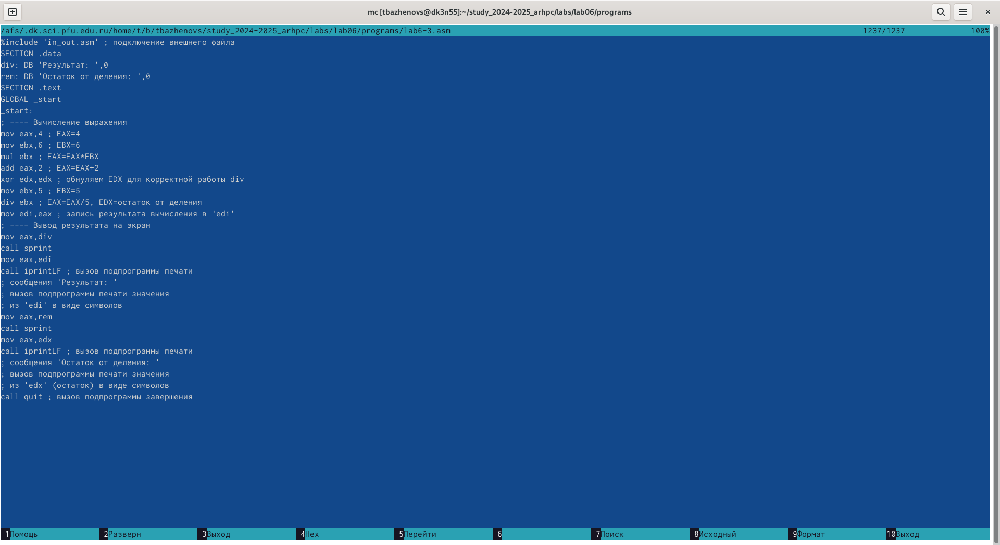 mc [tbazhenovs@dk3n55]:~/study_2024-2025_arhpc/labs/lab06/programs
/afs/.dk.sci.pfu.edu.ru/home/t/b/tbazhenovs/study_2024-2025_arhpc/labs/lab06/programs/lab6-3.asm 1237/1237 100%
%include 'in_out.asm' ; подключение внешнего файла
SECTION .data
div: DB 'Результат: ',0
rem: DB 'Остаток от деления: ',0
SECTION .text
GLOBAL _start
_start:
; ---- Вычисление выражения
mov eax,4 ; EAX=4
mov ebx,6 ; EBX=6
mul ebx ; EAX=EAX*EBX
add eax,2 ; EAX=EAX+2
xor edx,edx ; обнуляем EDX для корректной работы div
mov ebx,5 ; EBX=5
div ebx ; EAX=EAX/5, EDX=остаток от деления
mov edi,eax ; запись результата вычисления в 'edi'
; ---- Вывод результата на экран
mov eax,div
call sprint
mov eax,edi
call iprintLF ; вызов подпрограммы печати
; сообщения 'Результат: '
; вызов подпрограммы печати значения
; из 'edi' в виде символов
mov eax,rem
call sprint
mov eax,edx
call iprintLF ; вызов подпрограммы печати
; сообщения 'Остаток от деления: '
; вызов подпрограммы печати значения
; из 'edx' (остаток) в виде символов
call quit ; вызов подпрограммы завершения
1Помощь 2Разверн 3Выход 4Hex 5Перейти 6 7Поиск 8Исходный 9Формат 10Выход